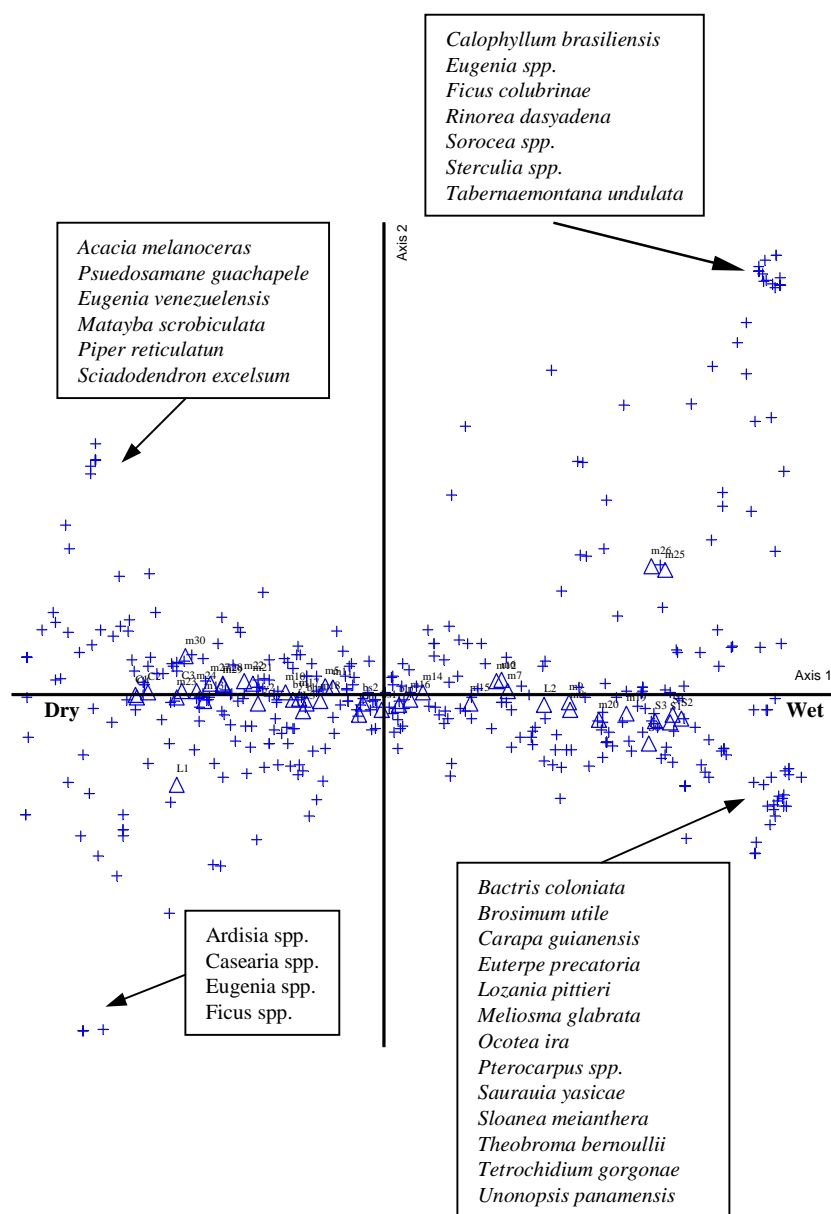 Calophyllum brasiliensis
Eugenia spp.
Ficus colubrinae
Rinorea dasyadena
Sorocea spp.
Sterculia spp.
Tabernaemontana undulata
Axis 2
Acacia melanoceras
Psuedosamane guachapele
Eugenia venezuelensis
Matayba scrobiculata
Piper reticulatun
Sciadodendron excelsum
m26
m25
m30
m14
m7
m15
L2
m20
S3
S2
L1
C3
m24
m23
m22
m21
Axis 1
Dry
Wet
Ardisia spp.
Casearia spp.
Eugenia spp.
Ficus spp.
Bactris coloniata
Brosimum utile
Carapa guianensis
Euterpe precatoria
Lozania pittieri
Meliosma glabrata
Ocotea ira
Pterocarpus spp.
Saurauia yasicae
Sloanea meianthera
Theobroma bernoullii
Tetrochidium gorgonae
Unonopsis panamensis